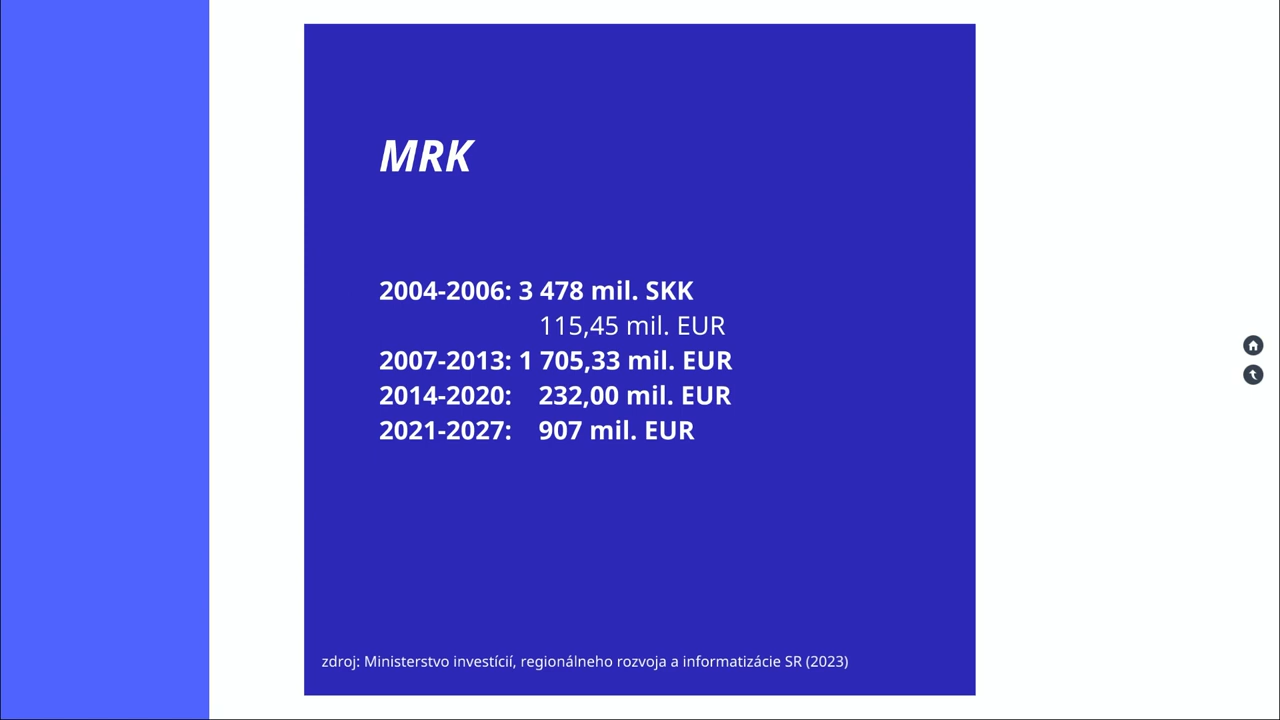 MRK
2004-2006: 3 478 mil. SKK
115,45 mil. EUR
2007-2013: 1 705,33 mil. EUR
2014-2020: 232,00 mil. EUR
2021-2027: 907 mil. EUR
zdroj: Ministerstvo investícií, regionálneho rozvoja a informatizácie SR (2023)